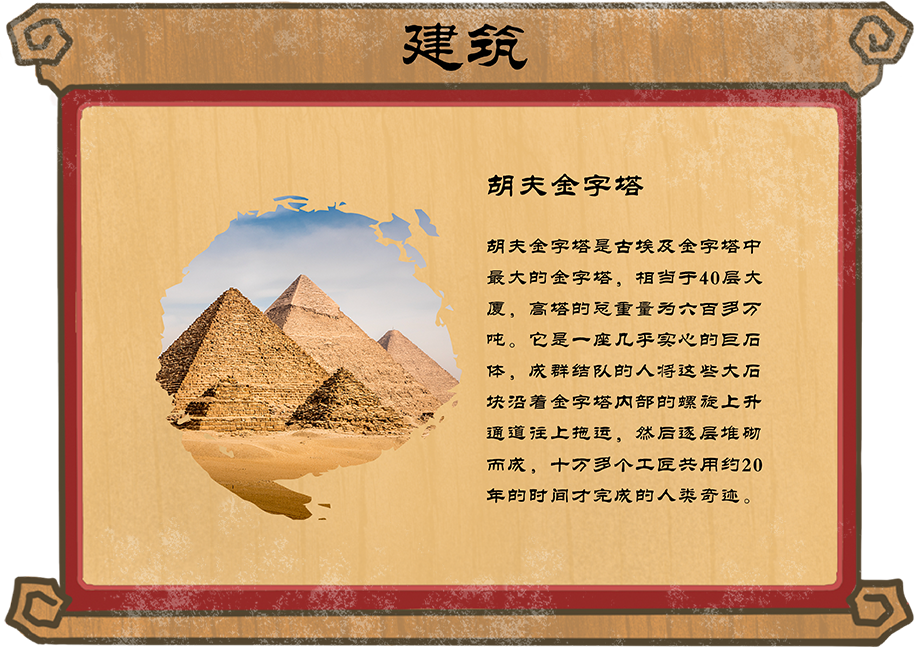 建筑
胡夫金字塔
胡夫金字塔是古埃及金字塔中
最大的金字塔，相当于40层大
厦，高塔的总重量为六百多万
吨。它是一座几乎实心的巨石
体，成群结队的人将这些大石
块沿着金字塔内部的螺旋上升
通道往上拖运，然后逐层堆砌
而成，十万多个工匠共用约20
年的时间才完成的人类奇迹。